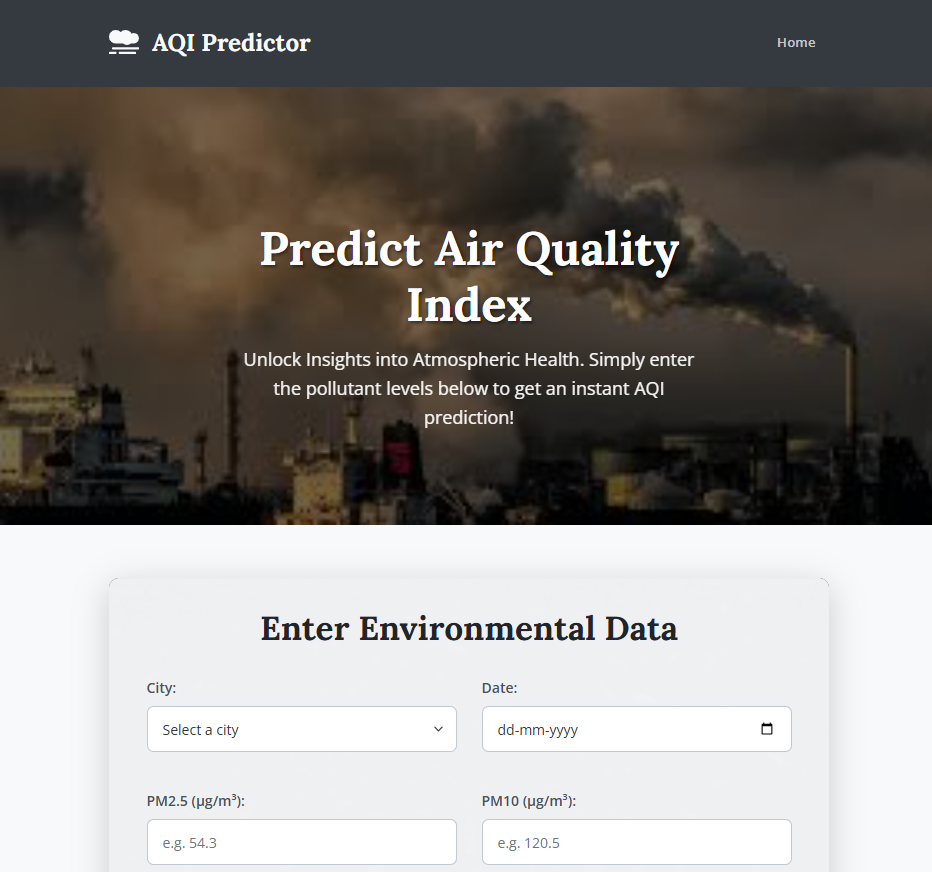 AQI Predictor
Home
Predict Air Quality
Index
Unlock Insights into Atmospheric Health. Simply enter
the pollutant levels below to get an instant AQI
prediction!
Enter Environmental Data
City:
Date:
Select a city
dd-mm-yyyy
PM2.5 (µg/m³):
PM10 (µg/m³):
e.g. 54.3
e.g. 120.5